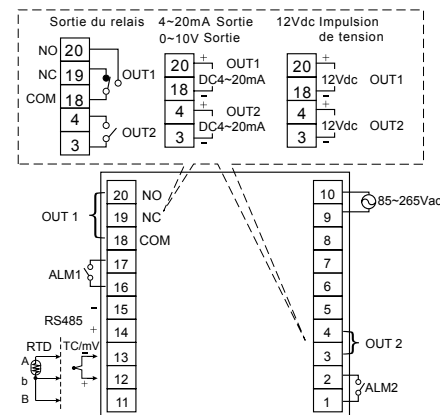 Sortie du relais
4~20mA Sortie
0~10V Sortie
12Vdc Impulsion
de tension
NO 20
NC 19
COM 18
OUT1
4
3
OUT2
20 + OUT1
DC4~20mA
18 −
4 + OUT2
DC4~20mA
3 −
20 +
12Vdc OUT1
18 −
4 +
12Vdc OUT2
3 −
OUT 1
20 NO
19 NC
18 COM
ALM1
17
16
RS485
15 −
14 +
RTD
TC/mV
A
b
B
13 −
12 +
11
10
9
85~265Vac
8
7
6
5
4
3
OUT 2
2
1
ALM2